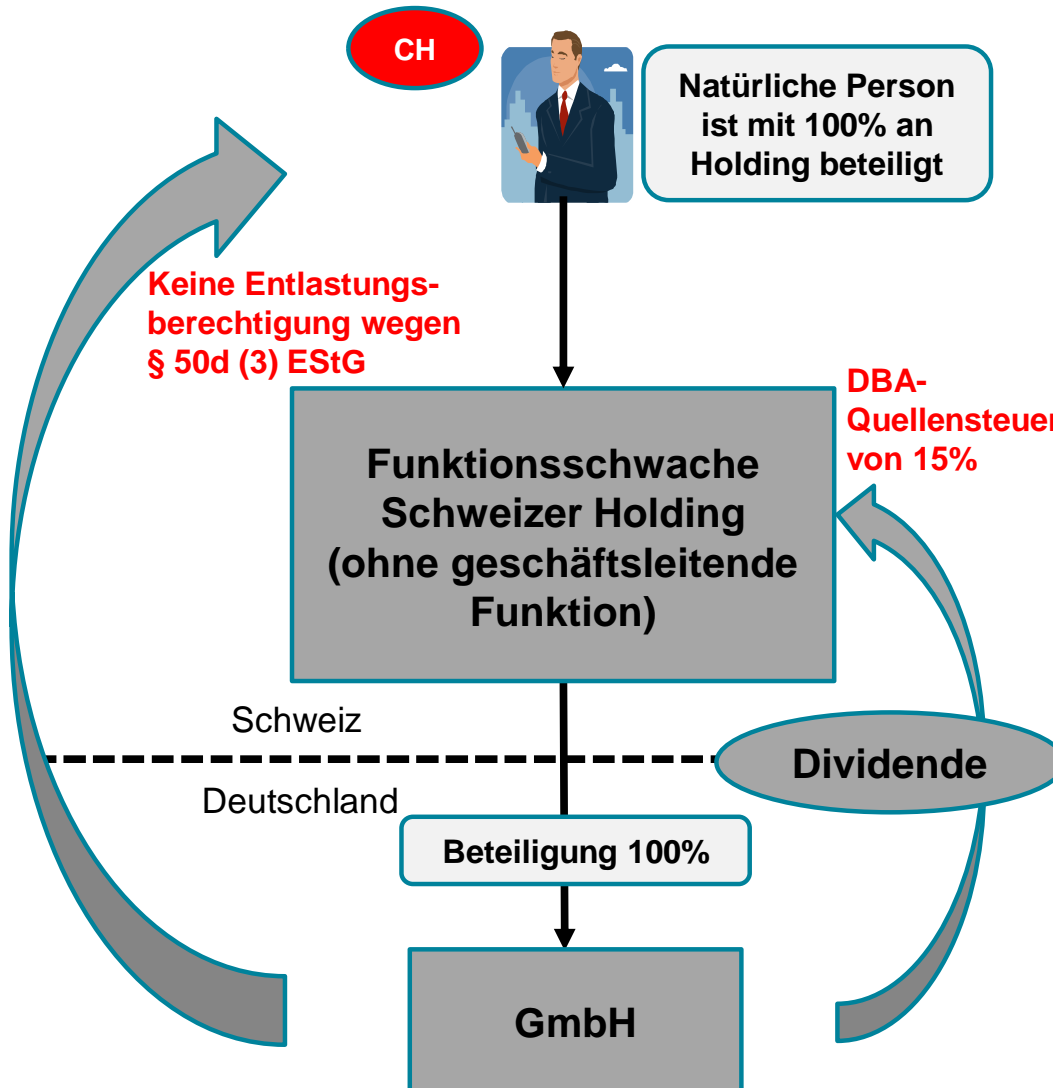 CH
Natürliche Person
ist mit 100% an
Holding beteiligt
Keine Entlastungs-
berechtigung wegen
§ 50d (3) EStG
DBA-
Quellensteuer
von 15%
Funktionsschwache
Schweizer Holding
(ohne geschäftsleitende
Funktion)
Schweiz
Dividende
Deutschland
Beteiligung 100%
GmbH